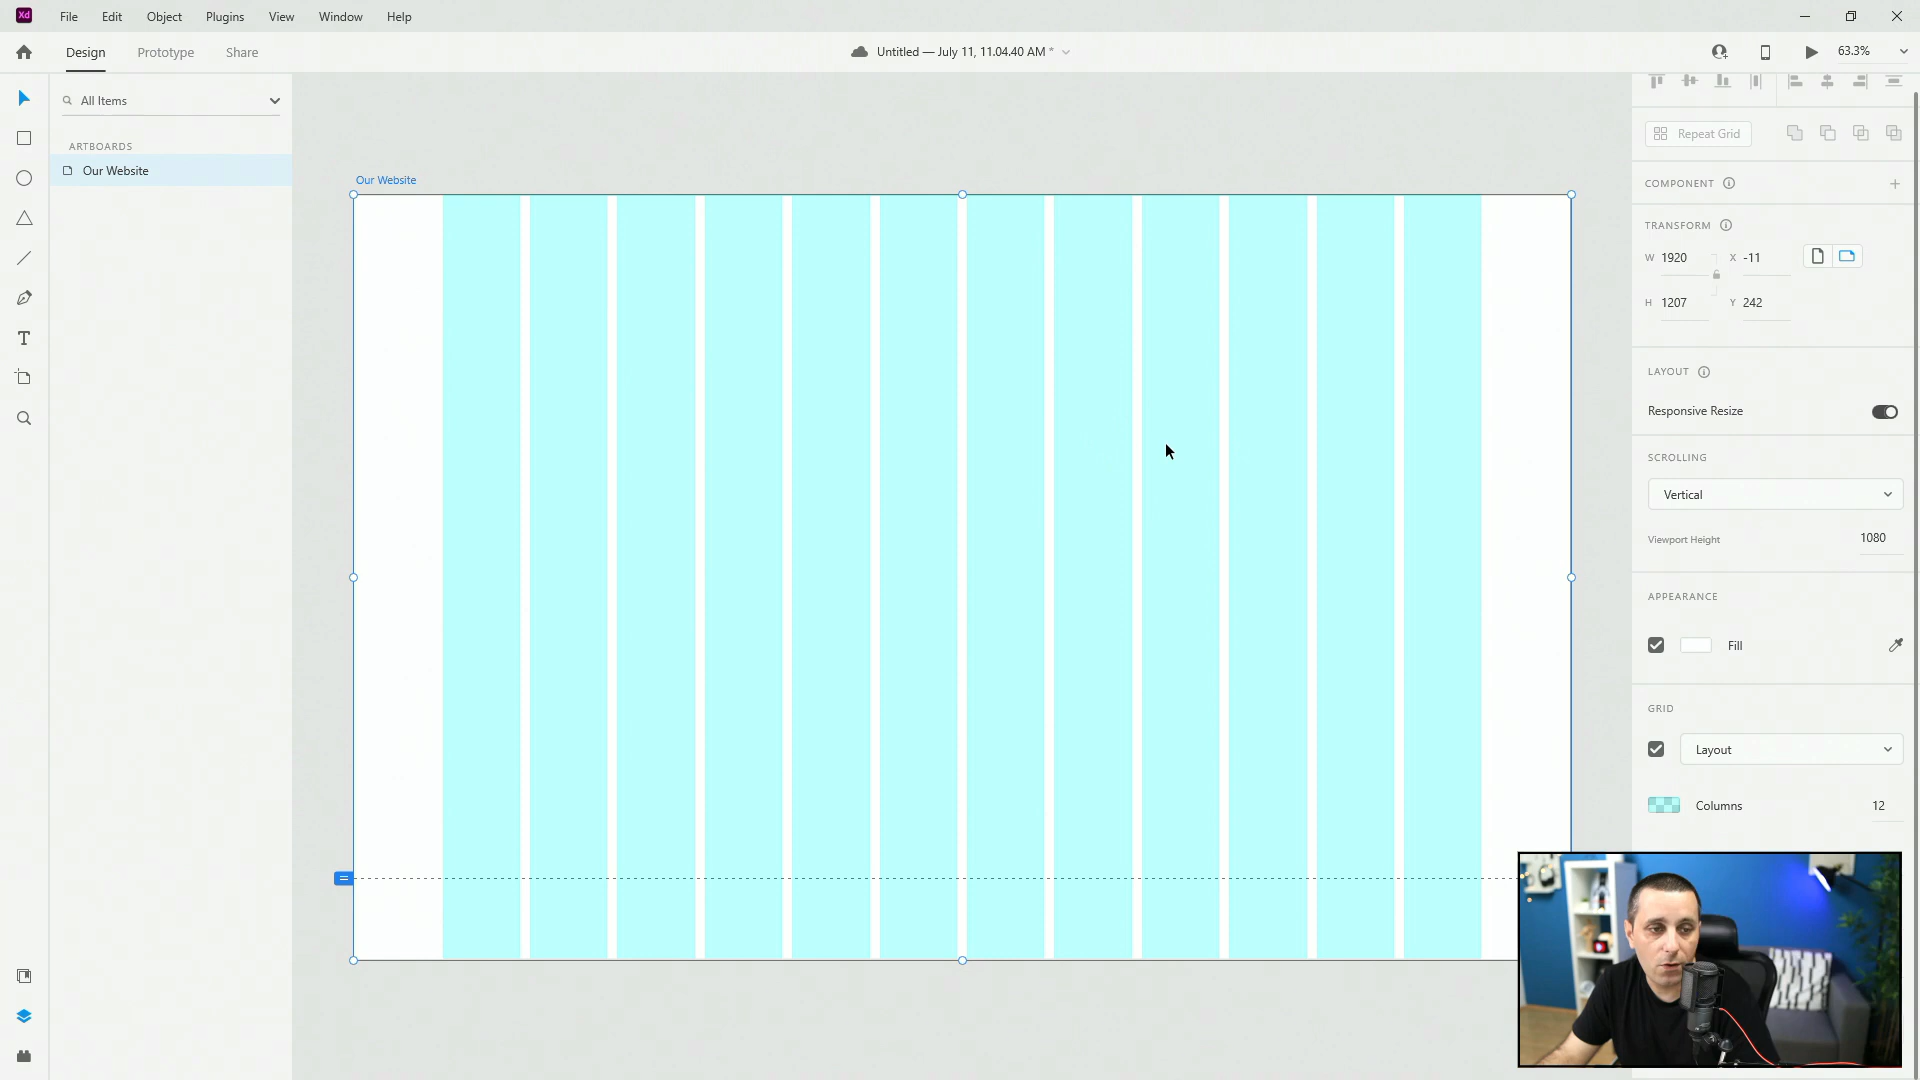 Xd File Edit Object Plugins View Window Help
Design Prototype Share Untitled — July 11, 11.04.40 AM * 63.3%
All Items
ARTBOARDS
Our Website
Our Website
Repeat Grid
COMPONENT
TRANSFORM
W 1920 X -11
H 1207 Y 242
LAYOUT
Responsive Resize
SCROLLING
Vertical
Viewport Height 1080
APPEARANCE
Fill
GRID
Layout
Columns 12